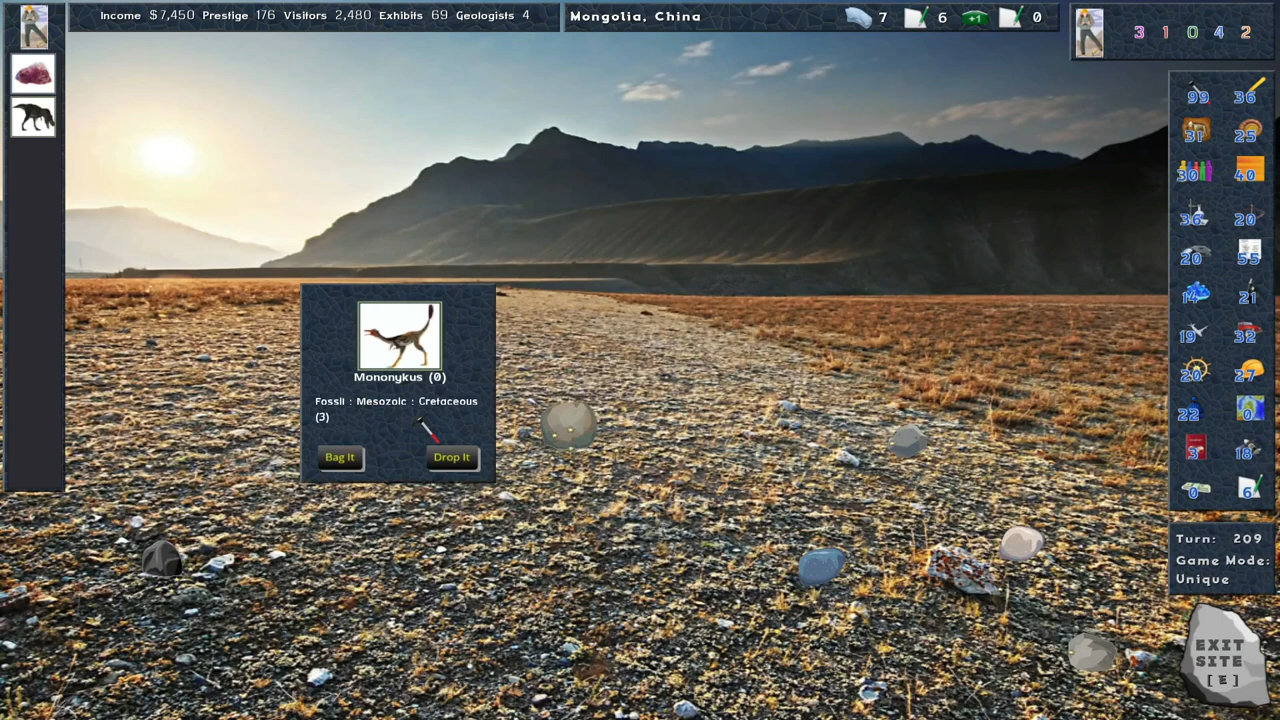 Income $7,450 Prestige 176 Visitors 2,480 Exhibits 69 Geologists 4
Mongolia, China
7 6 +1 0
3 1 0 4 2
99 36
31 25
30 40
36 20
20 55
14 21
19 32
20 27
22 0
3 18
0 6
Mononykus (0)
Fossil : Mesozoic : Cretaceous
(3)
Bag It Drop It
Turn: 209
Game Mode:
Unique
EXIT
SITE
[E]